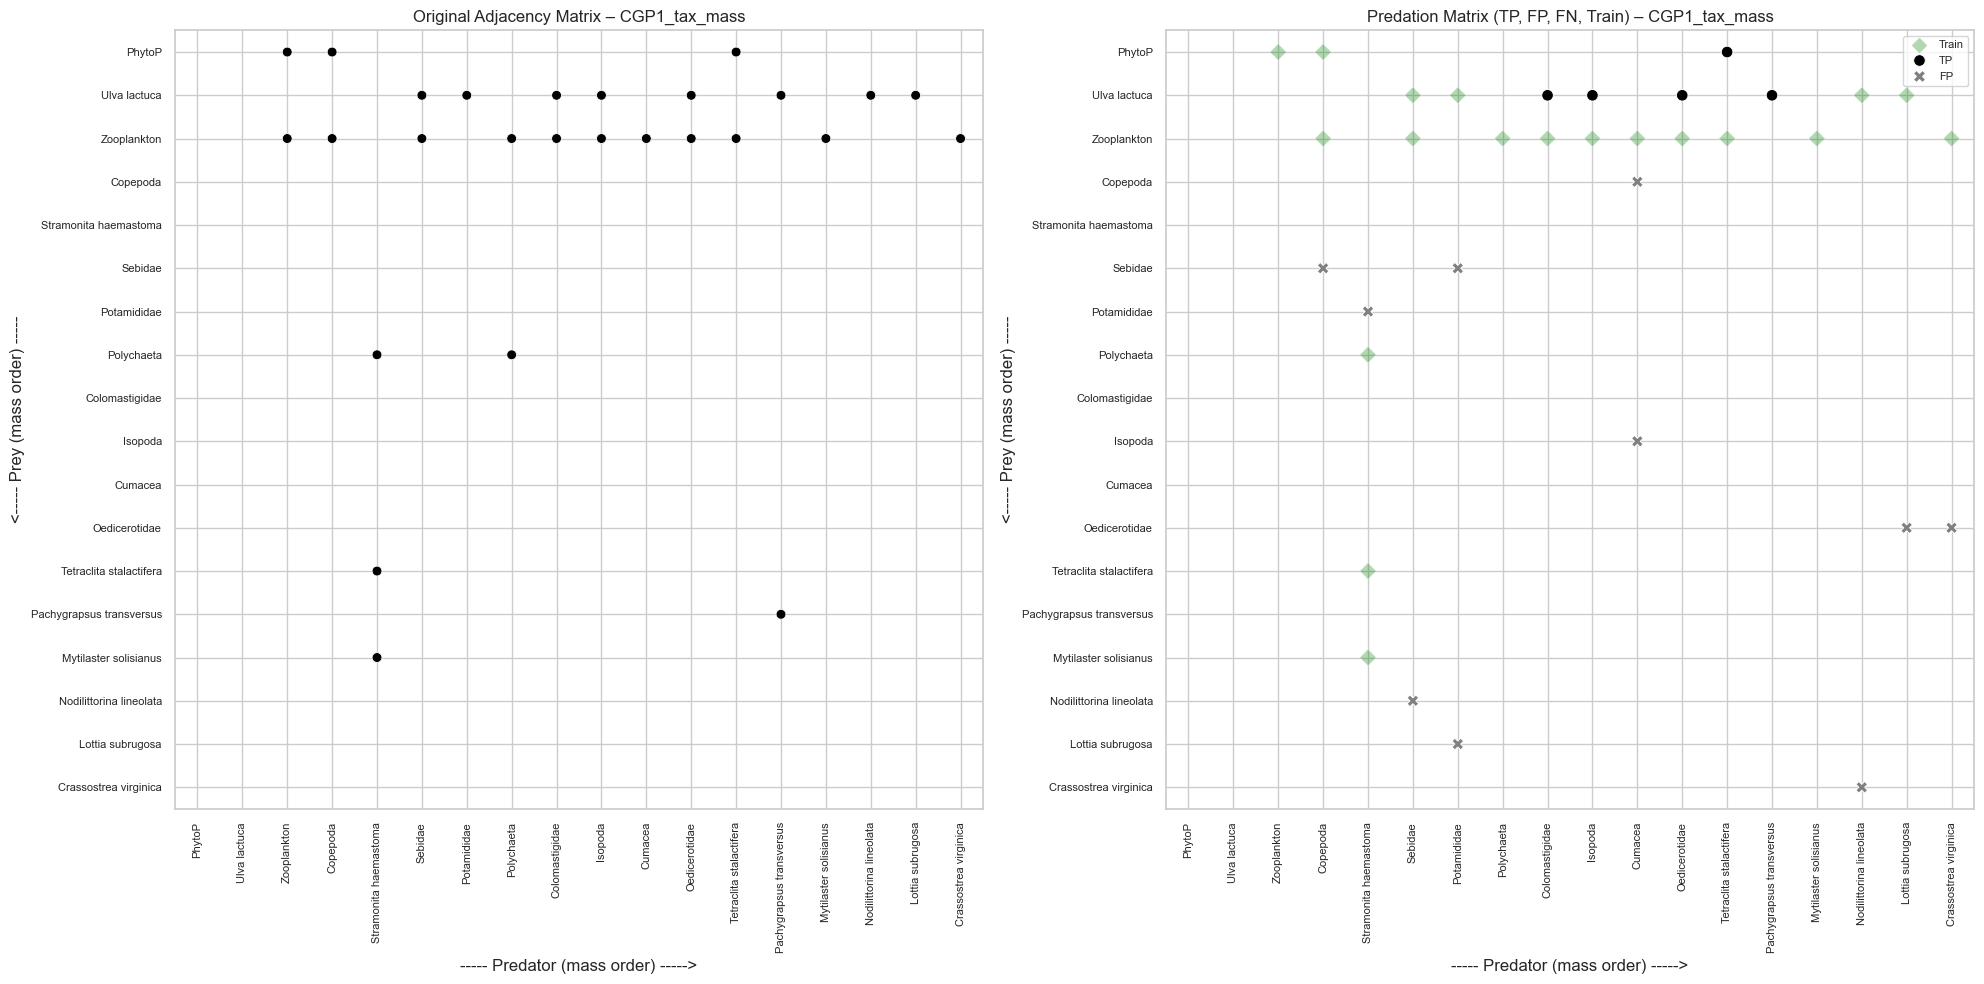 Original Adjacency Matrix – CGP1_tax_mass
PhytoP
Ulva lactuca
Zooplankton
Copepoda
Stramonita haemastoma
Sebidae
Potamididae
Polychaeta
Colomastigidae
Isopoda
Cumacea
Oedicerotidae
Tetraclita stalactifera
Pachygrapsus transversus
Mytilaster solisianus
Nodilittorina lineolata
Lottia subrugosa
Crassostrea virginica
<----- Prey (mass order) -----
PhytoP
Ulva lactuca
Zooplankton
Copepoda
Stramonita haemastoma
Sebidae
Potamididae
Polychaeta
Colomastigidae
Isopoda
Cumacea
Oedicerotidae
Tetraclita stalactifera
Pachygrapsus transversus
Mytilaster solisianus
Nodilittorina lineolata
Lottia subrugosa
Crassostrea virginica
----- Predator (mass order) ----->
Predation Matrix (TP, FP, FN, Train) – CGP1_tax_mass
Train
TP
FP
PhytoP
Ulva lactuca
Zooplankton
Copepoda
Stramonita haemastoma
Sebidae
Potamididae
Polychaeta
Colomastigidae
Isopoda
Cumacea
Oedicerotidae
Tetraclita stalactifera
Pachygrapsus transversus
Mytilaster solisianus
Nodilittorina lineolata
Lottia subrugosa
Crassostrea virginica
<----- Prey (mass order) -----
PhytoP
Ulva lactuca
Zooplankton
Copepoda
Stramonita haemastoma
Sebidae
Potamididae
Polychaeta
Colomastigidae
Isopoda
Cumacea
Oedicerotidae
Tetraclita stalactifera
Pachygrapsus transversus
Mytilaster solisianus
Nodilittorina lineolata
Lottia subrugosa
Crassostrea virginica
----- Predator (mass order) ----->